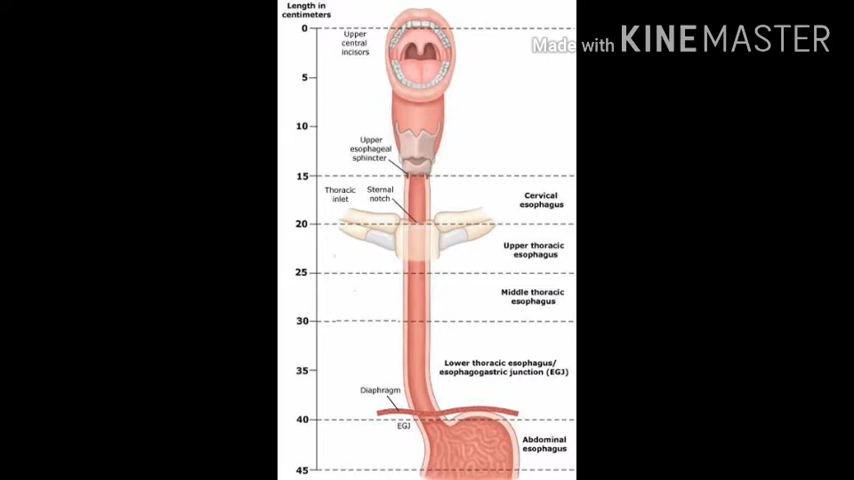 Length in
centimeters
0
Upper
central
incisors
Made with KINEMASTER
5
10
Upper
esophageal
sphincter
15
Thoracic
inlet
Sternal
notch
Cervical
esophagus
20
Upper thoracic
esophagus
25
Middle thoracic
esophagus
30
Lower thoracic esophagus/
esophagogastric junction (EGJ)
35
Diaphragm
40
EGJ
Abdominal
esophagus
45